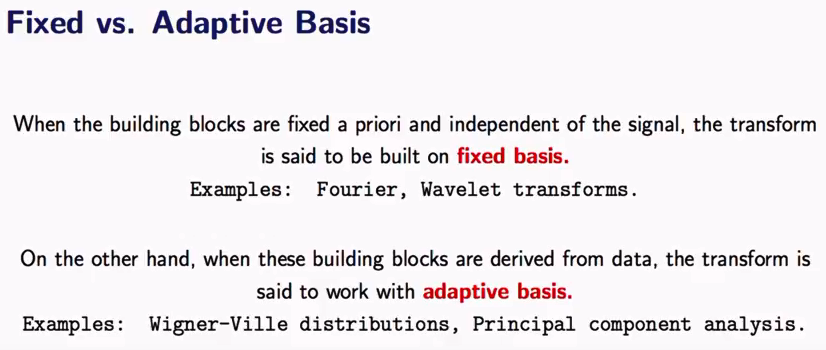 Fixed vs. Adaptive Basis
When the building blocks are fixed a priori and independent of the signal, the transform
is said to be built on fixed basis.
Examples: Fourier, Wavelet transforms.
On the other hand, when these building blocks are derived from data, the transform is
said to work with adaptive basis.
Examples: Wigner-Ville distributions, Principal component analysis.